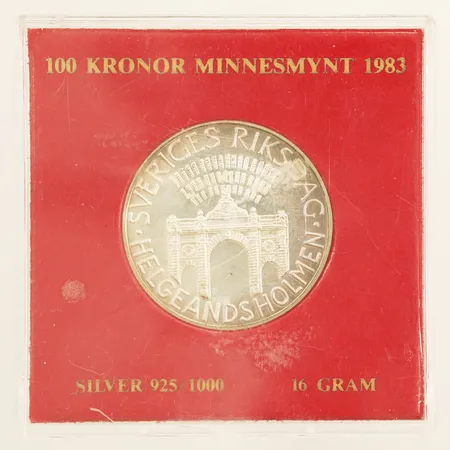 100 KRONOR MINNESMYNT 1983
·SVERIGES RIKSDAG·
HELGEANDSHOLMEN
SILVER 925 1000 16 GRAM